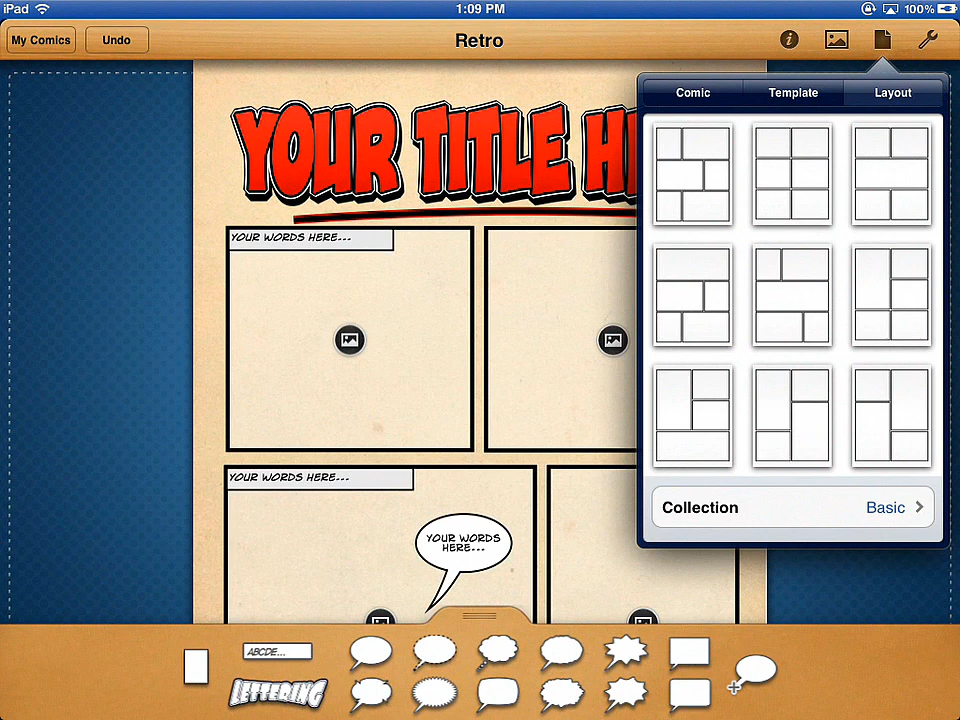 iPad 1:09 PM 100%
My Comics Undo Retro
Comic Template Layout
YOUR TITLE
YOUR WORDS HERE...
YOUR WORDS HERE...
YOUR WORDS
HERE...
Collection Basic
ABCDE...
LETTERING